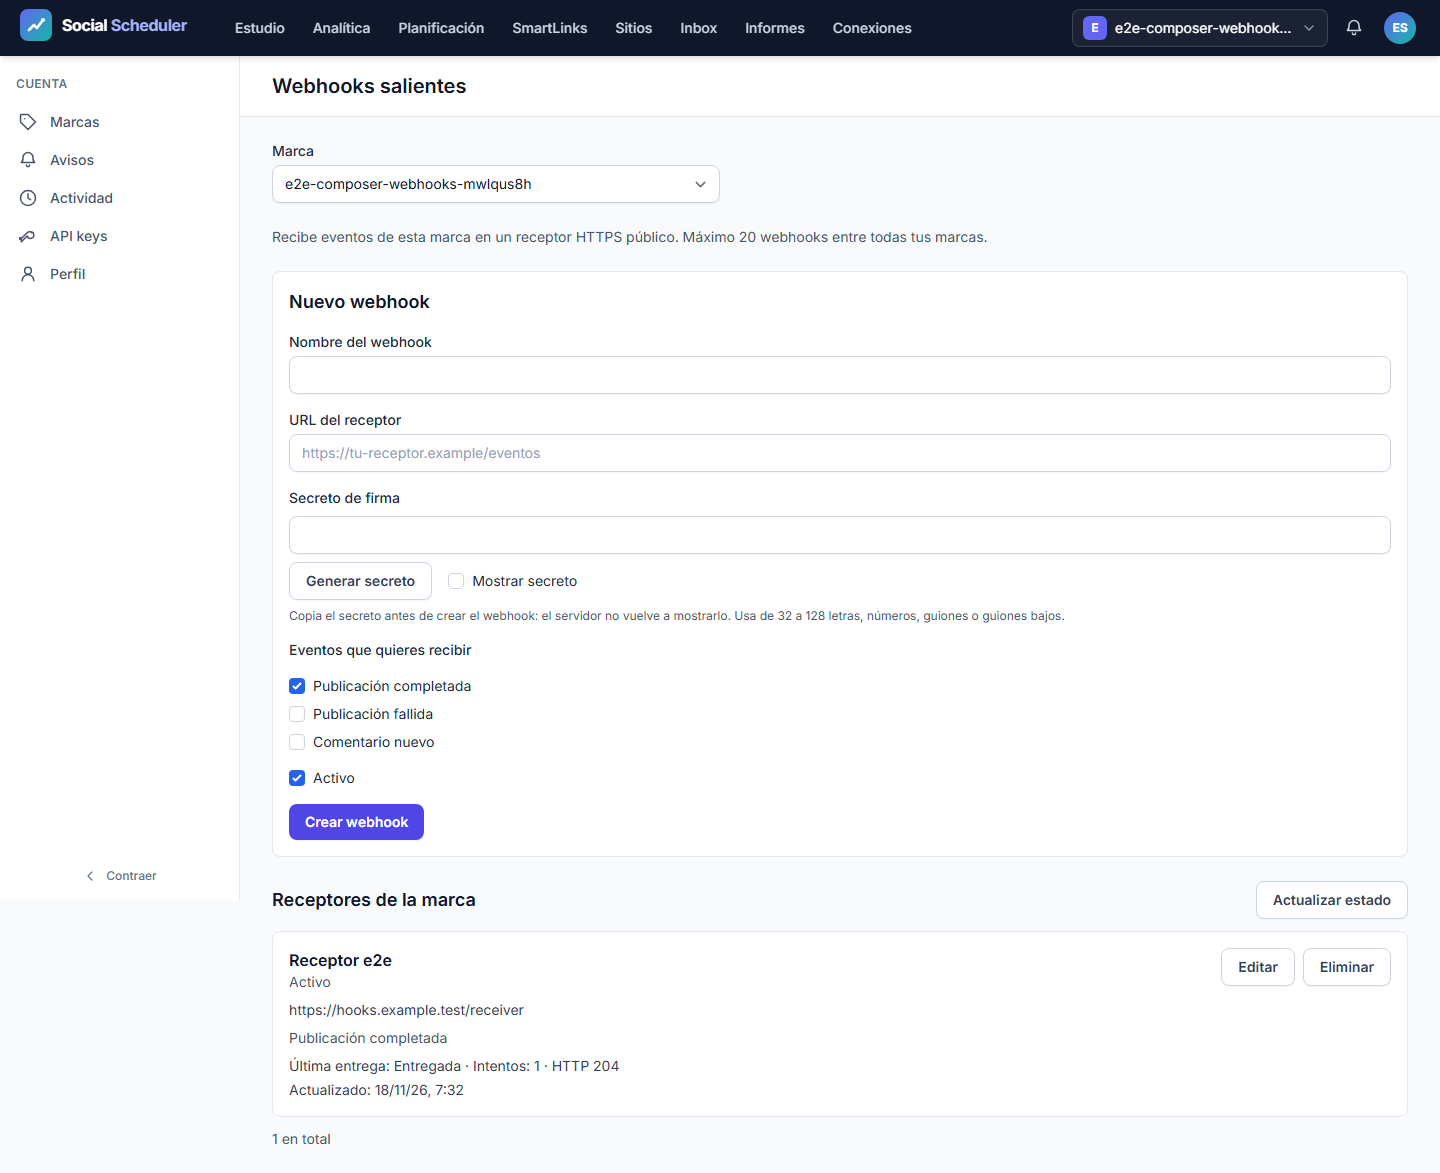 Social Scheduler
Estudio
Analítica
Planificación
SmartLinks
Sitios
Inbox
Informes
Conexiones
E
e2e-composer-webhook...
ES
CUENTA
Marcas
Avisos
Actividad
API keys
Perfil
Contraer
Webhooks salientes
Marca
e2e-composer-webhooks-mwlqus8h
Recibe eventos de esta marca en un receptor HTTPS público. Máximo 20 webhooks entre todas tus marcas.
Nuevo webhook
Nombre del webhook
URL del receptor
https://tu-receptor.example/eventos
Secreto de firma
Generar secreto
Mostrar secreto
Copia el secreto antes de crear el webhook: el servidor no vuelve a mostrarlo. Usa de 32 a 128 letras, números, guiones o guiones bajos.
Eventos que quieres recibir
Publicación completada
Publicación fallida
Comentario nuevo
Activo
Crear webhook
Receptores de la marca
Actualizar estado
Receptor e2e
Editar
Eliminar
Activo
https://hooks.example.test/receiver
Publicación completada
Última entrega: Entregada · Intentos: 1 · HTTP 204
Actualizado: 18/11/26, 7:32
1 en total